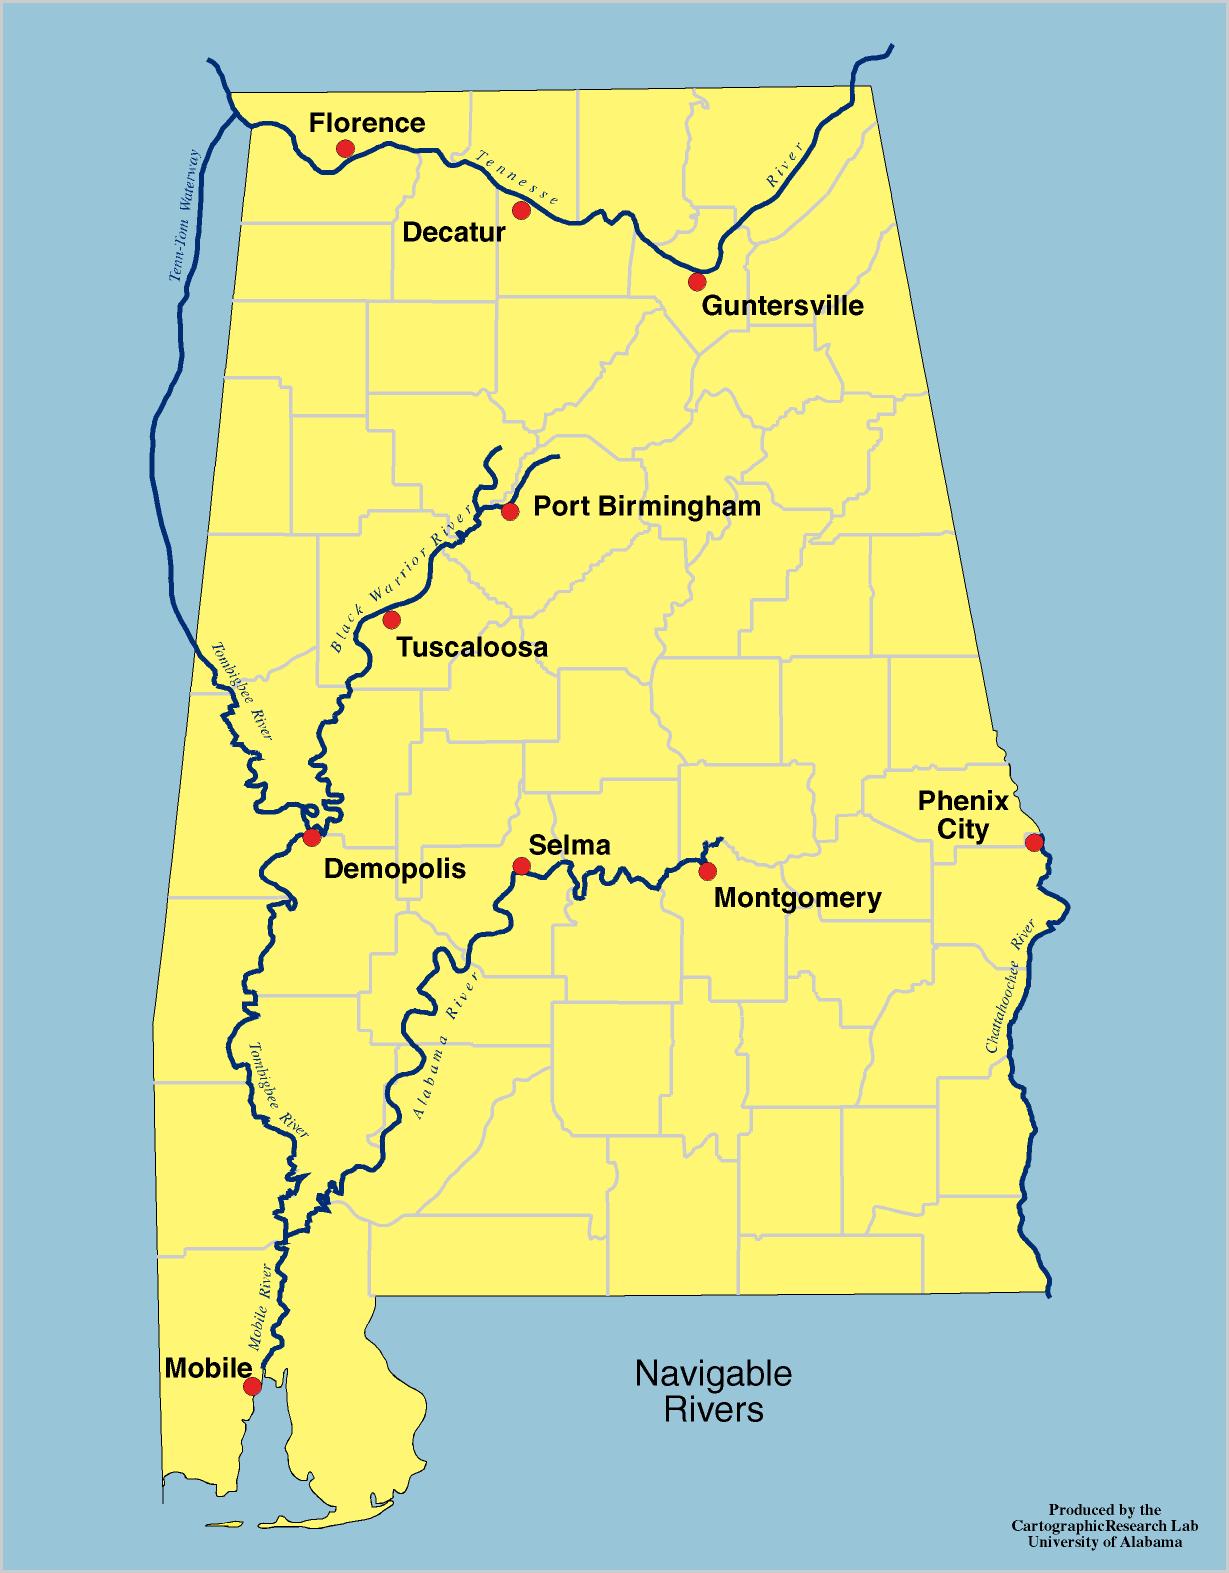 Florence
Tennesse
River
Tenn-Tom Waterway
Decatur
Guntersville
Port Birmingham
Black Warrior River
Tuscaloosa
Tombigbee River
Phenix
City
Selma
Demopolis
Montgomery
Chattahoochee River
Alabama River
Tombigbee River
Mobile River
Mobile
Navigable
Rivers
Produced by the
CartographicResearch Lab
University of Alabama